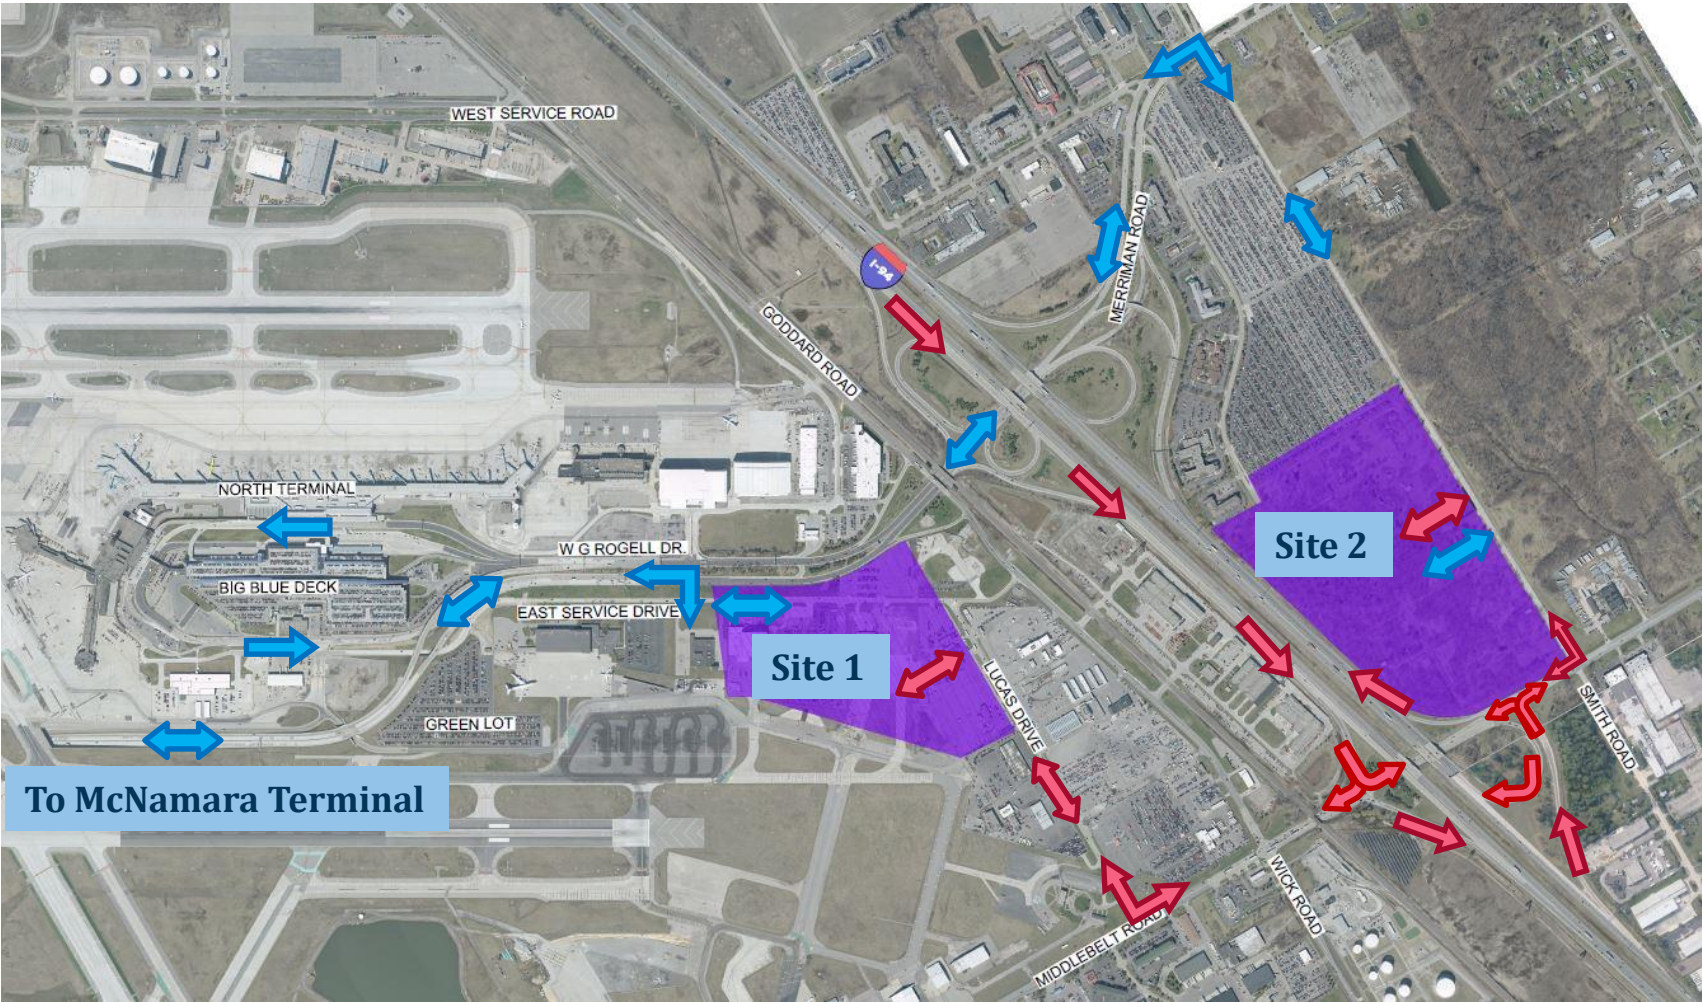 WEST SERVICE ROAD
I-94
MERRIMAN ROAD
GODDARD ROAD
NORTH TERMINAL
W G ROGELL DR.
BIG BLUE DECK
EAST SERVICE DRIVE
Site 2
Site 1
LUCAS DRIVE
SMITH ROAD
GREEN LOT
To McNamara Terminal
WICK ROAD
MIDDLEBELT ROAD